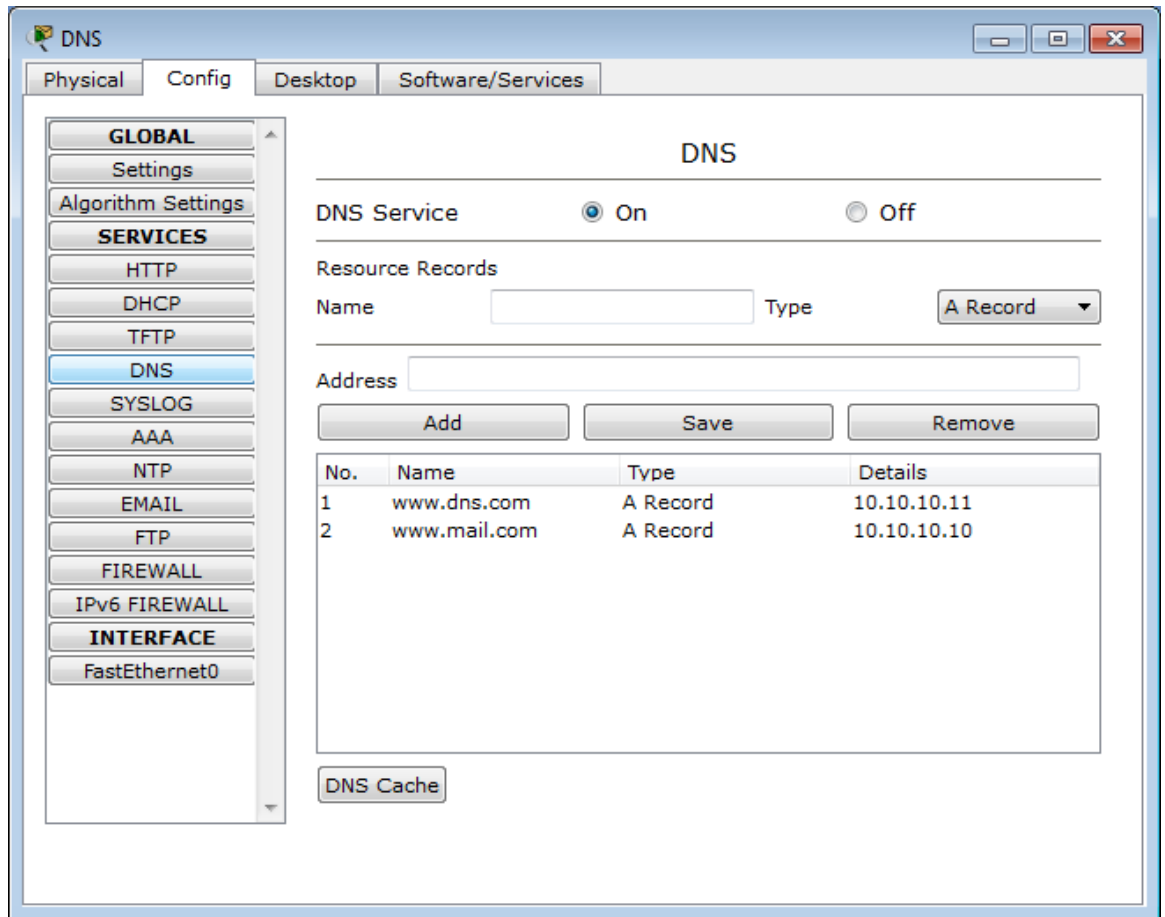 DNS
Physical Config Desktop Software/Services
GLOBAL
Settings
Algorithm Settings
SERVICES
HTTP
DHCP
TFTP
DNS
SYSLOG
AAA
NTP
EMAIL
FTP
FIREWALL
IPv6 FIREWALL
INTERFACE
FastEthernet0
DNS
DNS Service On Off
Resource Records
Name Type A Record
Address
Add Save Remove
No. Name Type Details
1 www.dns.com A Record 10.10.10.11
2 www.mail.com A Record 10.10.10.10
DNS Cache